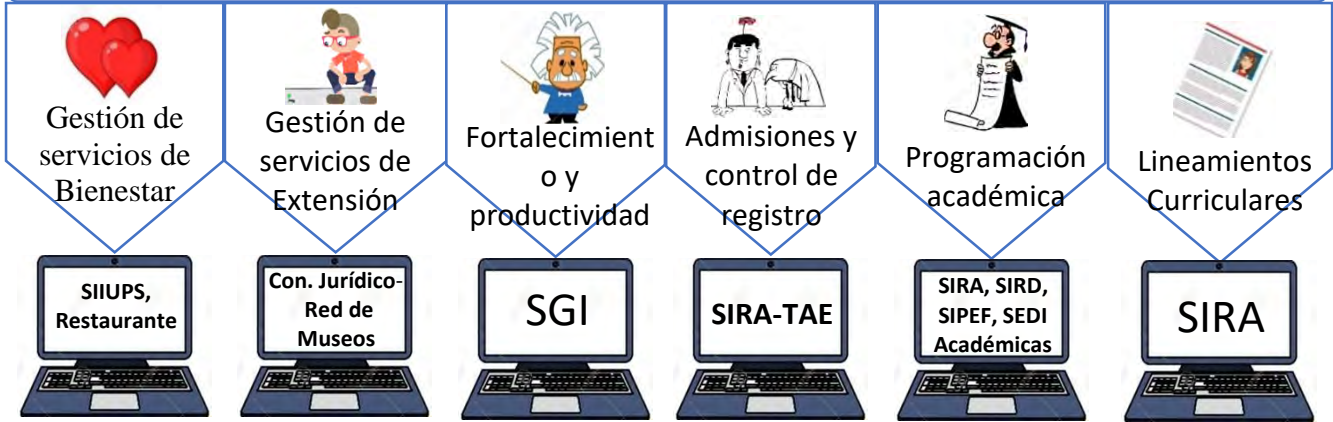 Gestión de
servicios de
Bienestar
Gestión de
servicios de
Extensión
Fortalecimient
o y
productividad
Admisiones y
control de
registro
Programación
académica
Lineamientos
Curriculares
SIIUPS,
Restaurante
Con. Jurídico-
Red de
Museos
SGI
SIRA-TAE
SIRA, SIRD,
SIPEF, SEDI
Académicas
SIRA